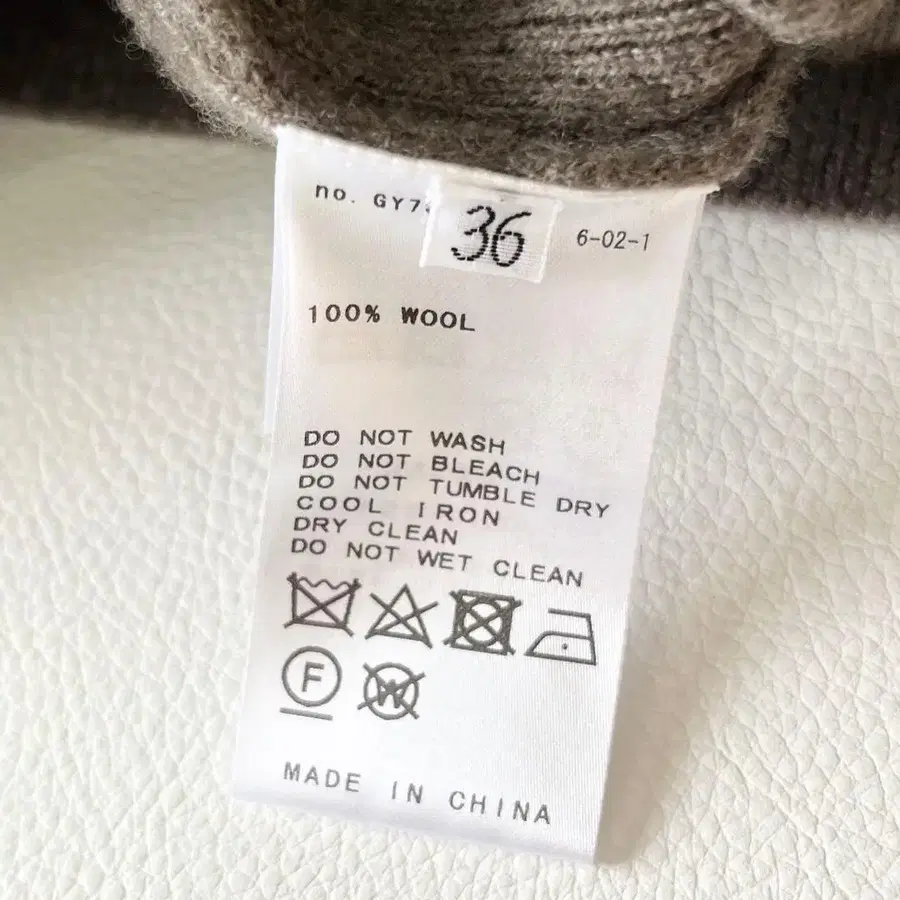 no. GY7 36 6-02-1
100% WOOL
DO NOT WASH
DO NOT BLEACH
DO NOT TUMBLE DRY
COOL IRON
DRY CLEAN
DO NOT WET CLEAN
F W
MADE IN CHINA